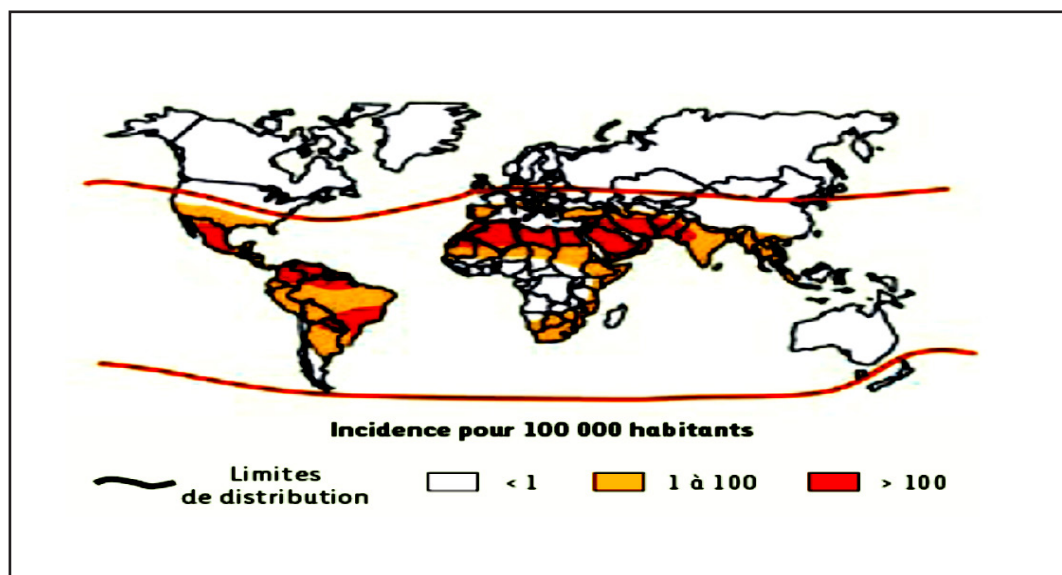 Incidence pour 100 000 habitants
Limites
de distribution
< 1
1 à 100
> 100